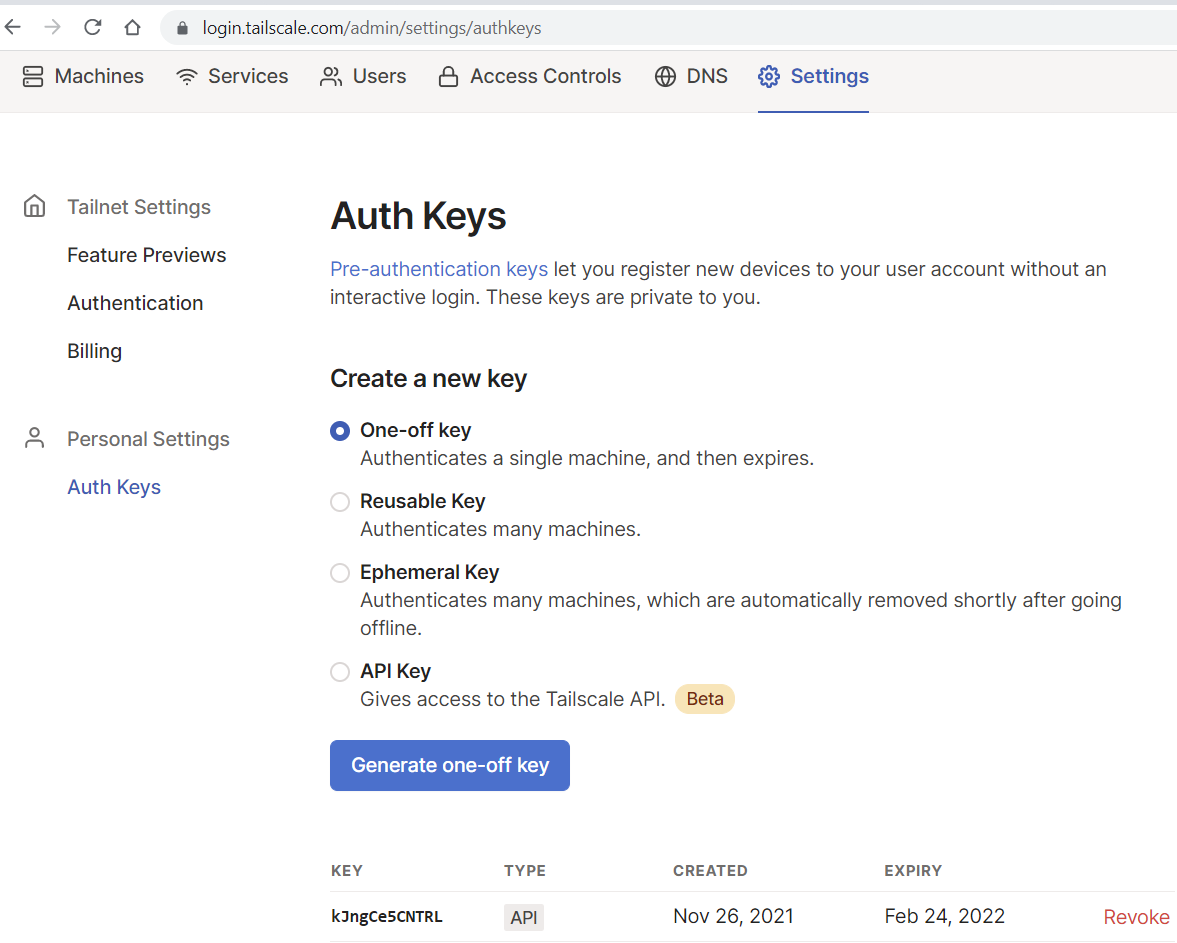 login.tailscale.com/admin/settings/authkeys
Machines Services Users Access Controls DNS Settings
Tailnet Settings
Feature Previews
Authentication
Billing
Personal Settings
Auth Keys
Auth Keys
Pre-authentication keys let you register new devices to your user account without an
interactive login. These keys are private to you.
Create a new key
One-off key
Authenticates a single machine, and then expires.
Reusable Key
Authenticates many machines.
Ephemeral Key
Authenticates many machines, which are automatically removed shortly after going
offline.
API Key
Gives access to the Tailscale API. Beta
Generate one-off key
KEY TYPE CREATED EXPIRY
kJngCe5CNTRL API Nov 26, 2021 Feb 24, 2022 Revoke